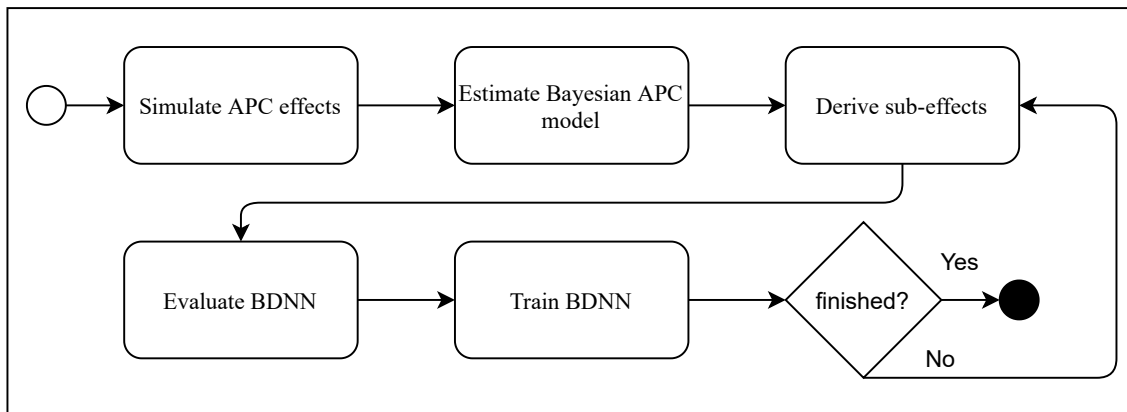 Simulate APC effects
Estimate Bayesian APC
model
Derive sub-effects
Evaluate BDNN
Train BDNN
finished?
Yes
No